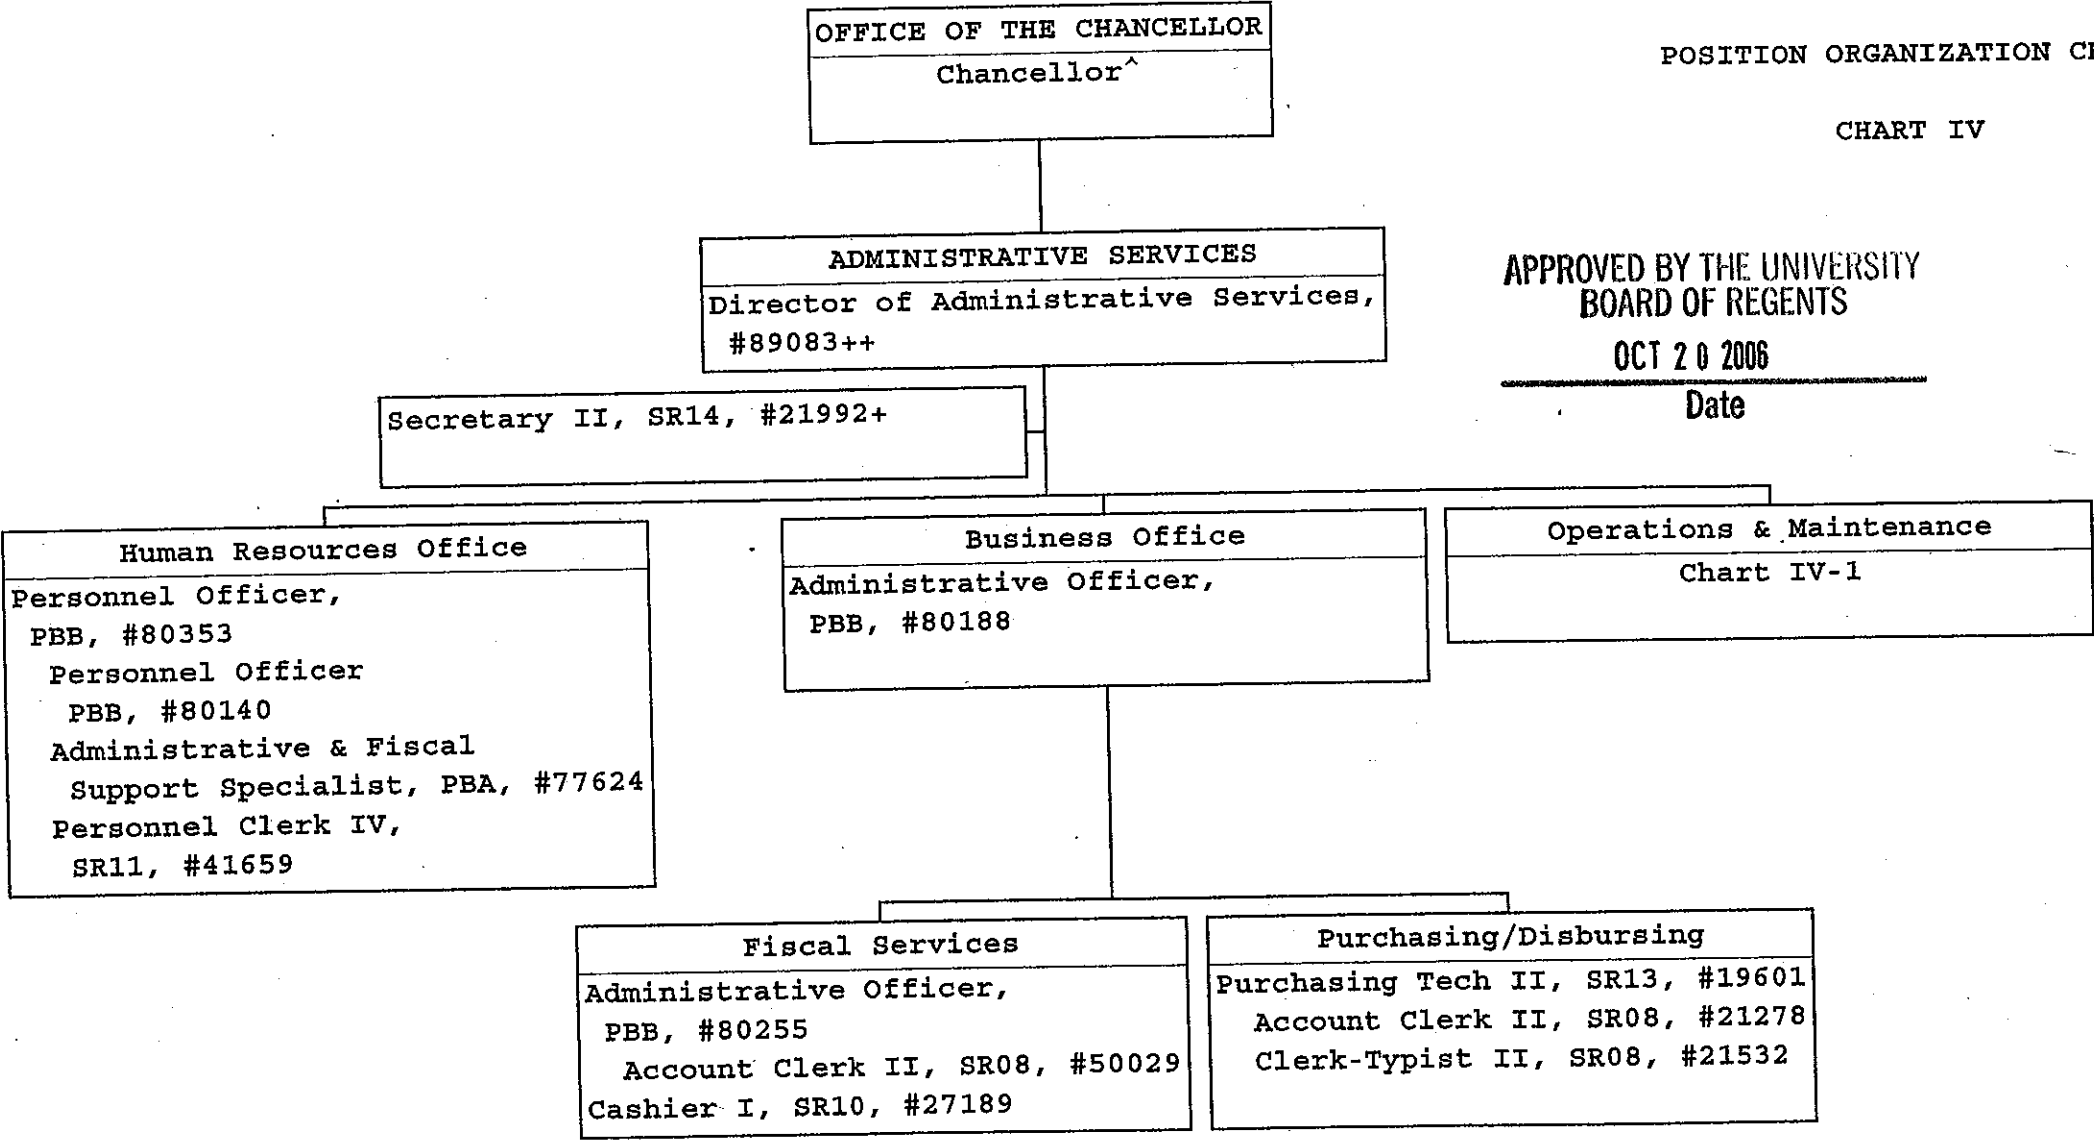 OFFICE OF THE CHANCELLOR
Chancellor^
POSITION ORGANIZATION
CHART IV
ADMINISTRATIVE SERVICES
Director of Administrative Services,
#89083++
APPROVED BY THE UNIVERSITY
BOARD OF REGENTS
OCT 20 2006
Date
Secretary II, SR14, #21992+
Human Resources Office
Personnel Officer,
PBB, #80353
Personnel Officer
PBB, #80140
Administrative & Fiscal
Support Specialist, PBA, #77624
Personnel Clerk IV,
SR11, #41659
Business Office
Administrative Officer,
PBB, #80188
Operations & Maintenance
Chart IV-1
Fiscal Services
Administrative Officer,
PBB, #80255
Account Clerk II, SR08, #50029
Cashier I, SR10, #27189
Purchasing/Disbursing
Purchasing Tech II, SR13, #19601
Account Clerk II, SR08, #21278
Clerk-Typist II, SR08, #21532